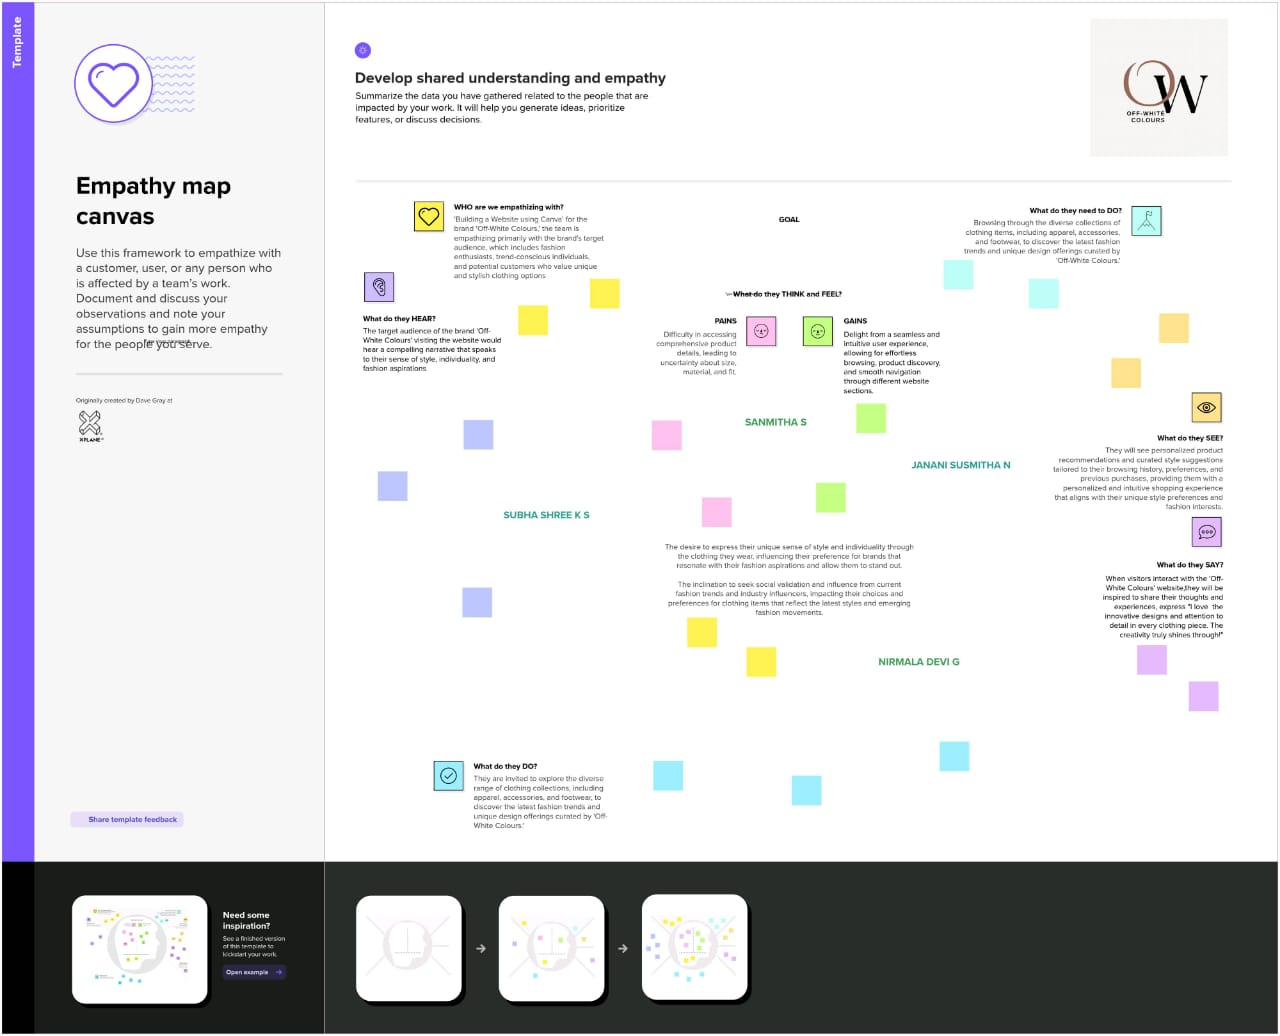 Template
Empathy map
canvas
Use this framework to empathize with
a customer, user, or any person who
is affected by a team's work.
Document and discuss your
observations and note your
assumptions to gain more empathy
for the people you serve.
Originally created by Dave Gray at
XPLANE
Share template feedback
Develop shared understanding and empathy
Summarize the data you have gathered related to the people that are
impacted by your work. It will help you generate ideas, prioritize
features, or discuss decisions.
OW
OFF-WHITE
COLOURS
WHO are we empathizing with?
'Building a Website using Canva' for the
brand 'Off-White Colours,' the team is
empathizing primarily with the brand's target
audience, which includes fashion
enthusiasts, trend-conscious individuals,
and potential customers who value unique
and stylish clothing options
GOAL
What do they need to DO?
Browsing through the diverse collections of
clothing items, including apparel, accessories,
and footwear, to discover the latest fashion
trends and unique design offerings curated by
'Off-White Colours.'
What do they HEAR?
The target audience of the brand 'Off-
White Colours' visiting the website would
hear a compelling narrative that speaks
to their sense of style, individuality, and
fashion aspirations
What do they THINK and FEEL?
PAINS
Difficulty in accessing
comprehensive product
details, leading to
uncertainty about size,
material, and fit.
GAINS
Delight from a seamless and
intuitive user experience,
allowing for effortless
browsing, product discovery,
and smooth navigation
through different website
sections.
SANMITHA S
JANANI SUSMITHA N
SUBHA SHREE K S
What do they SEE?
They will see personalized product
recommendations and curated style suggestions
tailored to their browsing history, preferences, and
previous purchases, providing them with a
personalized and intuitive shopping experience
that aligns with their unique style preferences and
fashion interests.
The desire to express their unique sense of style and individuality through
the clothing they wear, influencing their preference for brands that
resonate with their fashion aspirations and allow them to stand out.
The inclination to seek social validation and influence from current
fashion trends and industry influencers, impacting their choices and
preferences for clothing items that reflect the latest styles and emerging
fashion movements.
What do they SAY?
When visitors interact with the 'Off-
White Colours' website,they will be
inspired to share their thoughts and
experiences, express "I love the
innovative designs and attention to
detail in every clothing piece. The
creativity truly shines through!"
NIRMALA DEVI G
What do they DO?
They are invited to explore the diverse
range of clothing collections, including
apparel, accessories, and footwear, to
discover the latest fashion trends and
unique design offerings curated by 'Off-
White Colours.'
Need some
inspiration?
See a finished version
of this template to
kickstart your work.
Open example